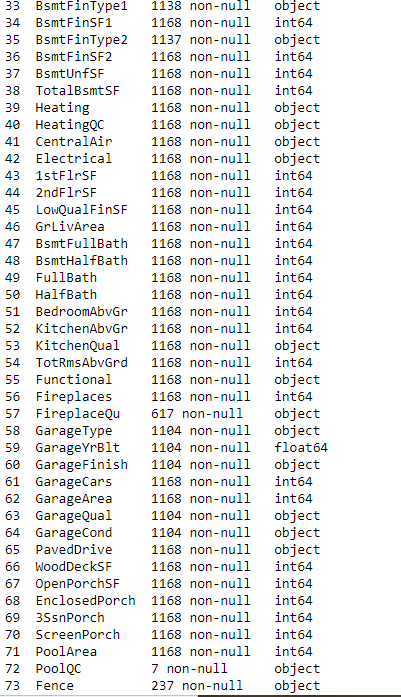 33 BsmtFinType1 1138 non-null object
34 BsmtFinSF1 1168 non-null int64
35 BsmtFinType2 1137 non-null object
36 BsmtFinSF2 1168 non-null int64
37 BsmtUnfSF 1168 non-null int64
38 TotalBsmtSF 1168 non-null int64
39 Heating 1168 non-null object
40 HeatingQC 1168 non-null object
41 CentralAir 1168 non-null object
42 Electrical 1168 non-null object
43 1stFlrSF 1168 non-null int64
44 2ndFlrSF 1168 non-null int64
45 LowQualFinSF 1168 non-null int64
46 GrLivArea 1168 non-null int64
47 BsmtFullBath 1168 non-null int64
48 BsmtHalfBath 1168 non-null int64
49 FullBath 1168 non-null int64
50 HalfBath 1168 non-null int64
51 BedroomAbvGr 1168 non-null int64
52 KitchenAbvGr 1168 non-null int64
53 KitchenQual 1168 non-null object
54 TotRmsAbvGrd 1168 non-null int64
55 Functional 1168 non-null object
56 Fireplaces 1168 non-null int64
57 FireplaceQu 617 non-null object
58 GarageType 1104 non-null object
59 GarageYrBlt 1104 non-null float64
60 GarageFinish 1104 non-null object
61 GarageCars 1168 non-null int64
62 GarageArea 1168 non-null int64
63 GarageQual 1104 non-null object
64 GarageCond 1104 non-null object
65 PavedDrive 1168 non-null object
66 WoodDeckSF 1168 non-null int64
67 OpenPorchSF 1168 non-null int64
68 EnclosedPorch 1168 non-null int64
69 3SsnPorch 1168 non-null int64
70 ScreenPorch 1168 non-null int64
71 PoolArea 1168 non-null int64
72 PoolQC 7 non-null object
73 Fence 237 non-null object